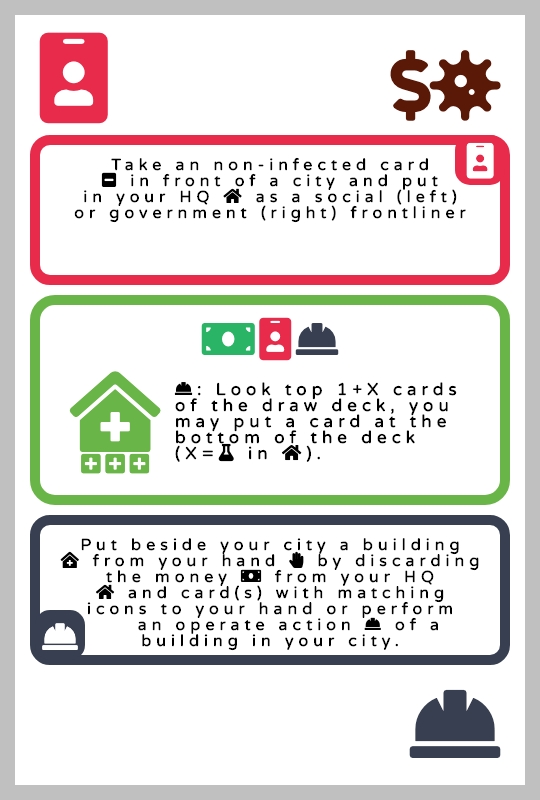 $
Take an non-infected card
in front of a city and put
in your HQ as a social (left)
or government (right) frontliner
: Look top 1+X cards
of the draw deck, you
may put a card at the
bottom of the deck
(X= in ).
Put beside your city a building
from your hand by discarding
the money from your HQ
and card(s) with matching
icons to your hand or perform
an operate action of a
building in your city.